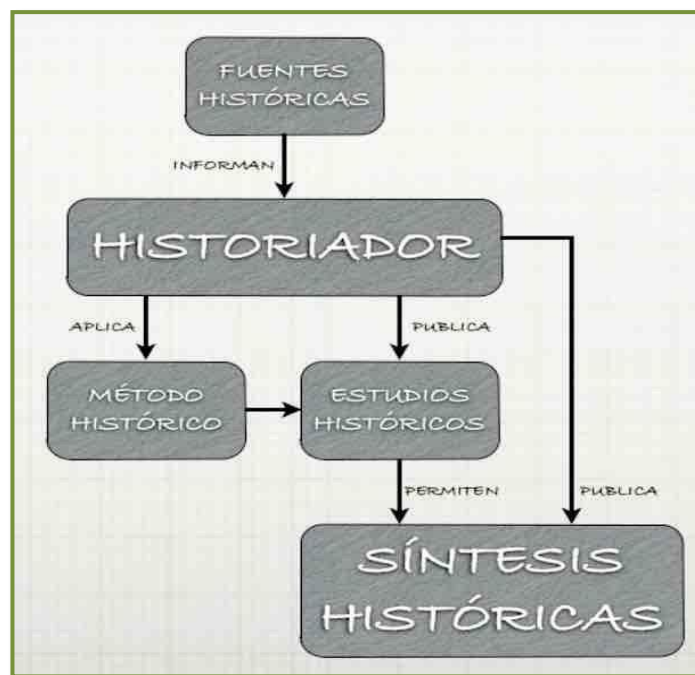 FUENTES
HISTÓRICAS
INFORMAN
HISTORIADOR
APLICA
PUBLICA
MÉTODO
HISTÓRICO
ESTUDIOS
HISTÓRICOS
PERMITEN
PUBLICA
SÍNTESIS
HISTÓRICAS